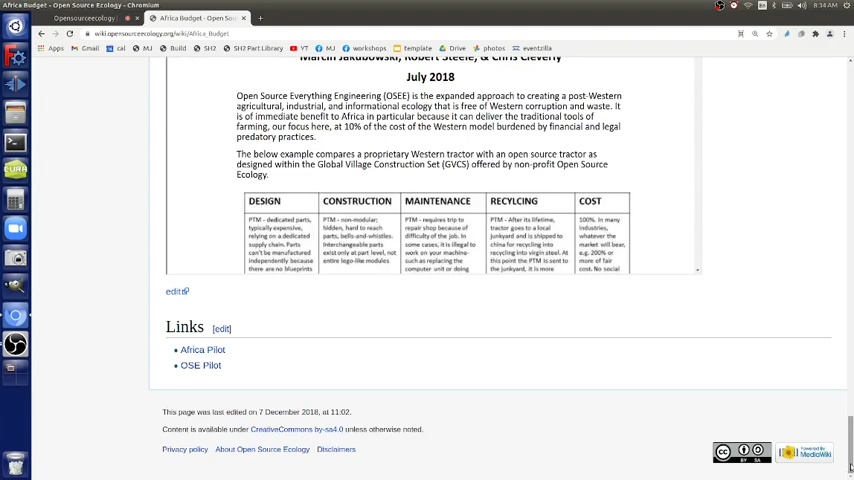 Africa Budget - Open Sou... Ecology - Chromium
8:14 AM
Opensourceecology
Africa Budget - Open Sou
wiki.opensourceecology.org/wiki/Africa_Budget
Apps Gmail cal MJ Build SH2 SH2 Part Library YT MJ workshops template Drive photos eventzilla
Marcin Jakubowski, Robert Steele, & Chris Cleverly
July 2018
Open Source Everything Engineering (OSEE) is the expanded approach to creating a post-Western
agricultural, industrial, and informational ecology that is free of Western corruption and waste. It
is of immediate benefit to Africa in particular because it can deliver the traditional tools of
farming, our focus here, at 10% of the cost of the Western model burdened by financial and legal
predatory practices.
The below example compares a proprietary Western tractor with an open source tractor as
designed within the Global Village Construction Set (GVCS) offered by non-profit Open Source
Ecology.
DESIGN CONSTRUCTION MAINTENANCE RECYLCING COST
PTM - dedicated parts,
typically expensive,
relying on a dedicated
supply chain. Parts
can't be manufactured
independently because
there are no blueprints
PTM - non-modular;
hidden, hard to reach
parts, bells-and-whistles.
Interchangeable parts
exist only at part level, not
entire lego-like modules
PTM - requires trip to
repair shop because of
difficulty of the job. In
some cases, it is illegal to
work on your machine-
such as replacing the
computer unit or doing
PTM - After its lifetime,
tractor goes to a local
junkyard and is shipped to
china for recycling into
recycling into virgin steel. At
this point the PTM is sent to
the junkyard, it is more
100%. In many
industries,
whatever the
market will bear,
e.g. 200% or
more of fair
cost. No social
edit
Links [edit]
Africa Pilot
OSE Pilot
This page was last edited on 7 December 2018, at 11:02.
Content is available under CreativeCommons by-sa4.0 unless otherwise noted.
Privacy policy About Open Source Ecology Disclaimers
cc BY SA
Powered By MediaWiki
CURA